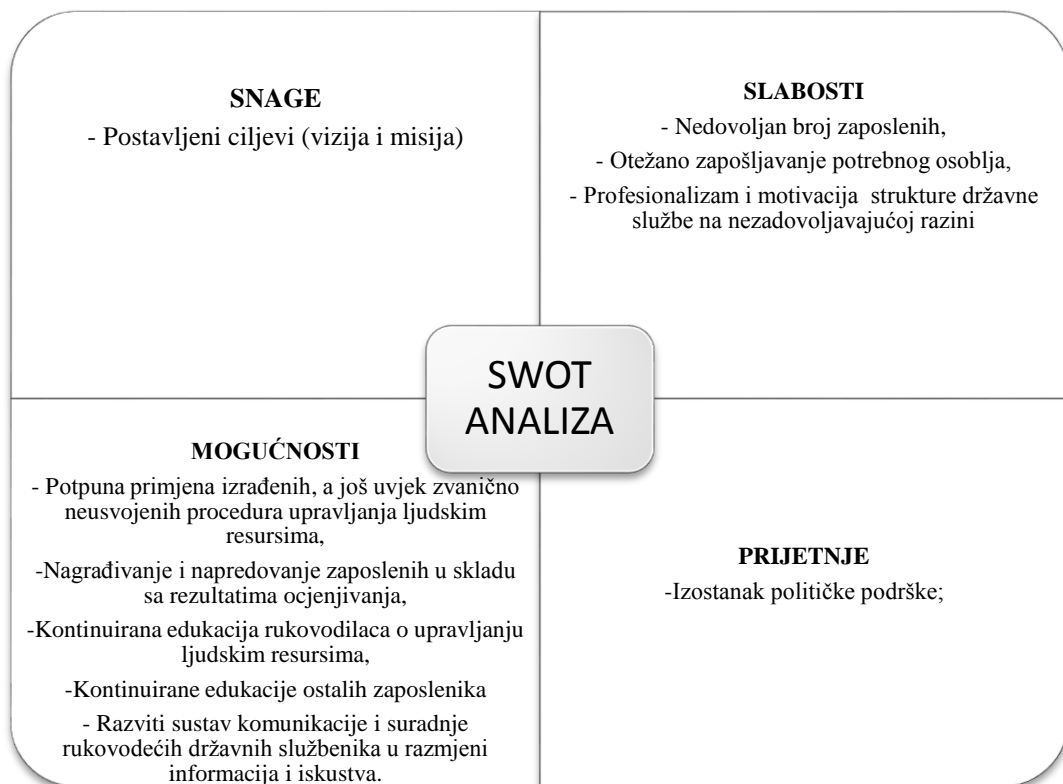 SNAGE
- Postavljeni ciljevi (vizija i misija)
SLABOSTI
- Nedovoljan broj zaposlenih,
- Otežano zapošljavanje potrebnog osoblja,
- Profesionalizam i motivacija  strukture državne
službe na nezadovoljavajućoj razini
SWOT
ANALIZA
MOGUĆNOSTI
- Potpuna primjena izrađenih, a još uvjek zvanično
neusvojenih procedura upravljanja ljudskim
resursima,
-Nagrađivanje i napredovanje zaposlenih u skladu
sa rezultatima ocjenjivanja,
-Kontinuirana edukacija rukovodilaca o upravljanju
ljudskim resursima,
-Kontinuirane edukacije ostalih zaposlenika
- Razviti sustav komunikacije i suradnje
rukovodećih državnih službenika u razmjeni
informacija i iskustva.
PRIJETNJE
-Izostanak političke podrške;